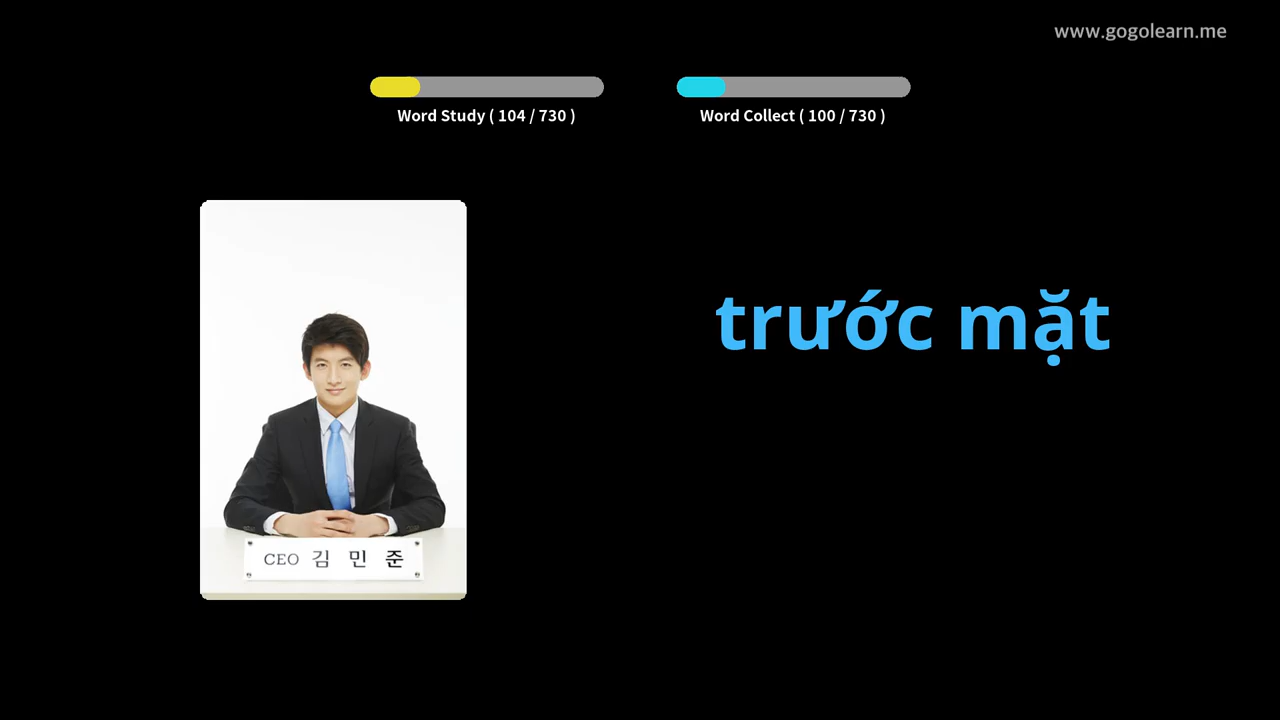 www.gogolearn.me
Word Study ( 104 / 730 )
Word Collect ( 100 / 730 )
trước mặt
CEO 김 민 준